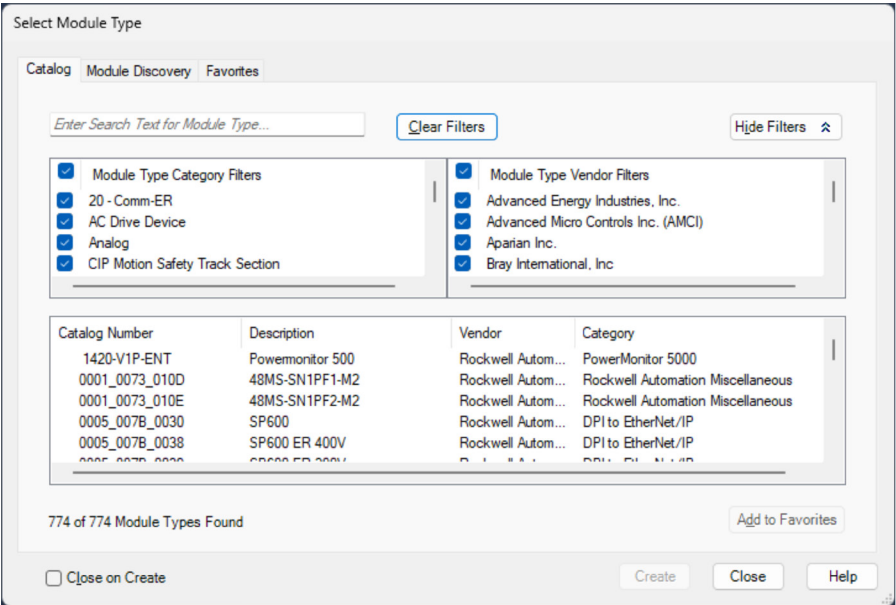 Select Module Type
Catalog Module Discovery Favorites
Enter Search Text for Module Type...
Clear Filters
Hide Filters
Module Type Category Filters
20 - Comm-ER
AC Drive Device
Analog
CIP Motion Safety Track Section
Module Type Vendor Filters
Advanced Energy Industries, Inc.
Advanced Micro Controls Inc. (AMCI)
Aparian Inc.
Bray International, Inc
Catalog Number Description Vendor Category
1420-V1P-ENT Powermonitor 500 Rockwell Autom... PowerMonitor 5000
0001_0073_010D 48MS-SN1PF1-M2 Rockwell Autom... Rockwell Automation Miscellaneous
0001_0073_010E 48MS-SN1PF2-M2 Rockwell Autom... Rockwell Automation Miscellaneous
0005_007B_0030 SP600 Rockwell Autom... DPI to EtherNet/IP
0005_007B_0038 SP600 ER 400V Rockwell Autom... DPI to EtherNet/IP
774 of 774 Module Types Found
Add to Favorites
Close on Create
Create
Close
Help